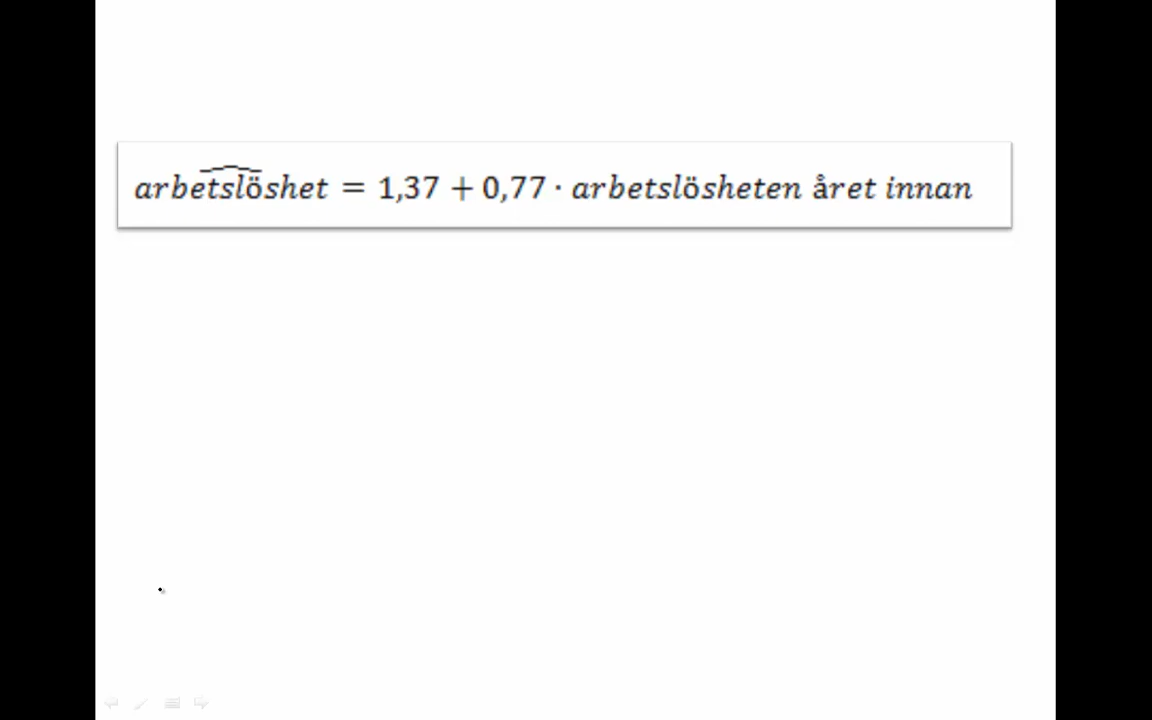 arbetslöshet = 1,37 + 0,77 · arbetslösheten året innan